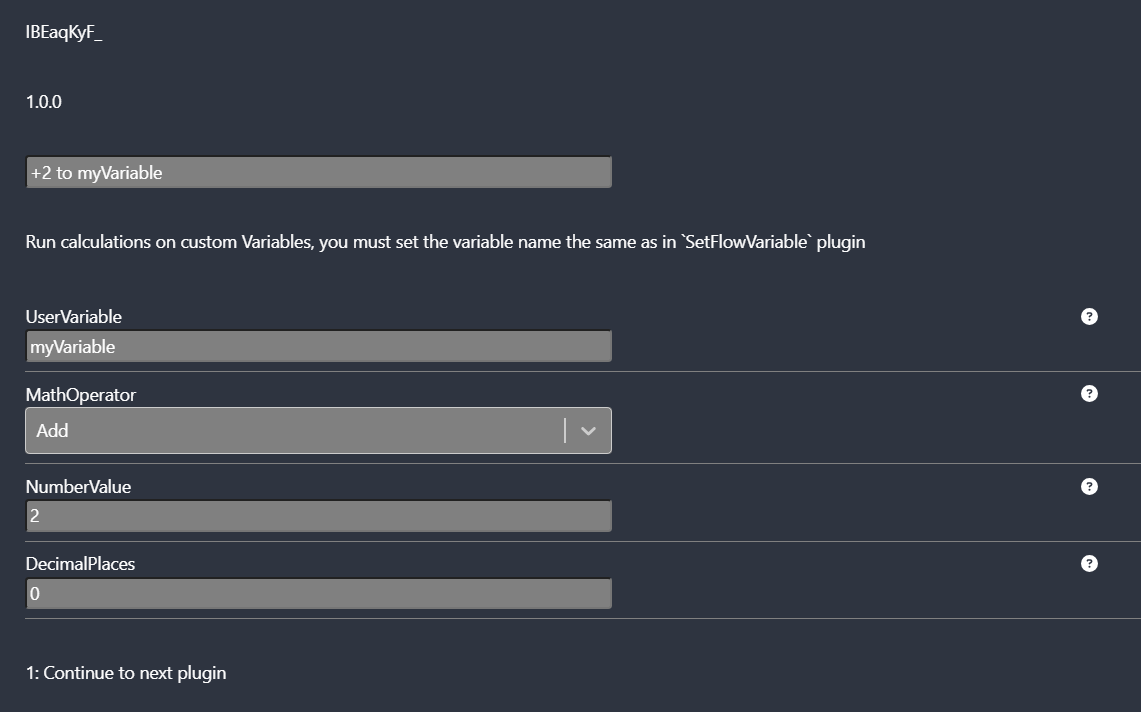 IBEaqKyF_
1.0.0
+2 to myVariable
Run calculations on custom Variables, you must set the variable name the same as in `SetFlowVariable` plugin
UserVariable
?
myVariable
MathOperator
?
Add
NumberValue
?
2
DecimalPlaces
?
0
1: Continue to next plugin